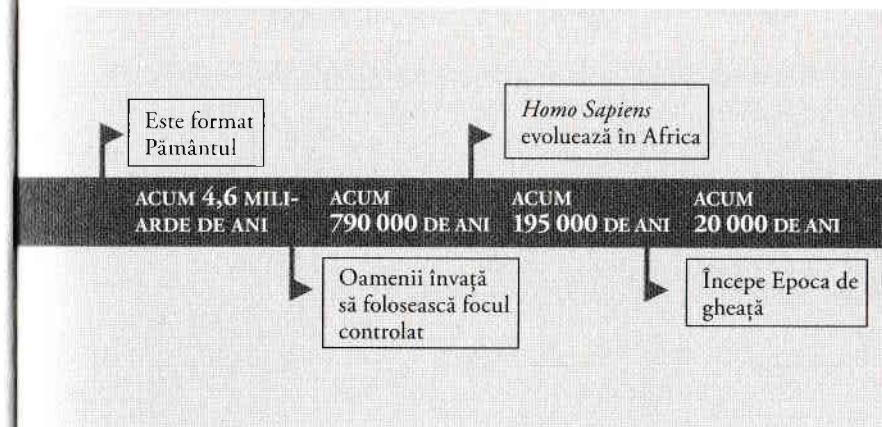 Este format
Pământul
Homo Sapiens
evoluează în Africa
ACUM 4,6 MILI-
ARDE DE ANI
ACUM
790 000 DE ANI
ACUM
195 000 DE ANI
ACUM
20 000 DE ANI
Oamenii învață
să folosească focul
controlat
Începe Epoca de
gheață